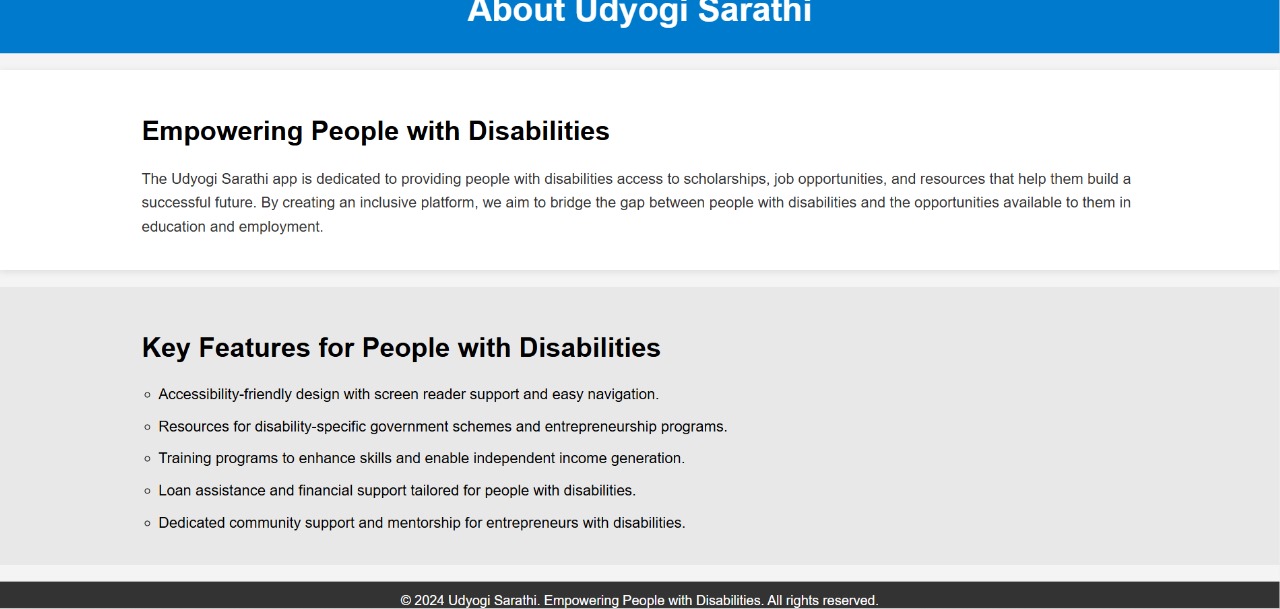 About Udyogi Sarathi
Empowering People with Disabilities
The Udyogi Sarathi app is dedicated to providing people with disabilities access to scholarships, job opportunities, and resources that help them build a
successful future. By creating an inclusive platform, we aim to bridge the gap between people with disabilities and the opportunities available to them in
education and employment.
Key Features for People with Disabilities
Accessibility-friendly design with screen reader support and easy navigation.
Resources for disability-specific government schemes and entrepreneurship programs.
Training programs to enhance skills and enable independent income generation.
Loan assistance and financial support tailored for people with disabilities.
Dedicated community support and mentorship for entrepreneurs with disabilities.
© 2024 Udyogi Sarathi. Empowering People with Disabilities. All rights reserved.